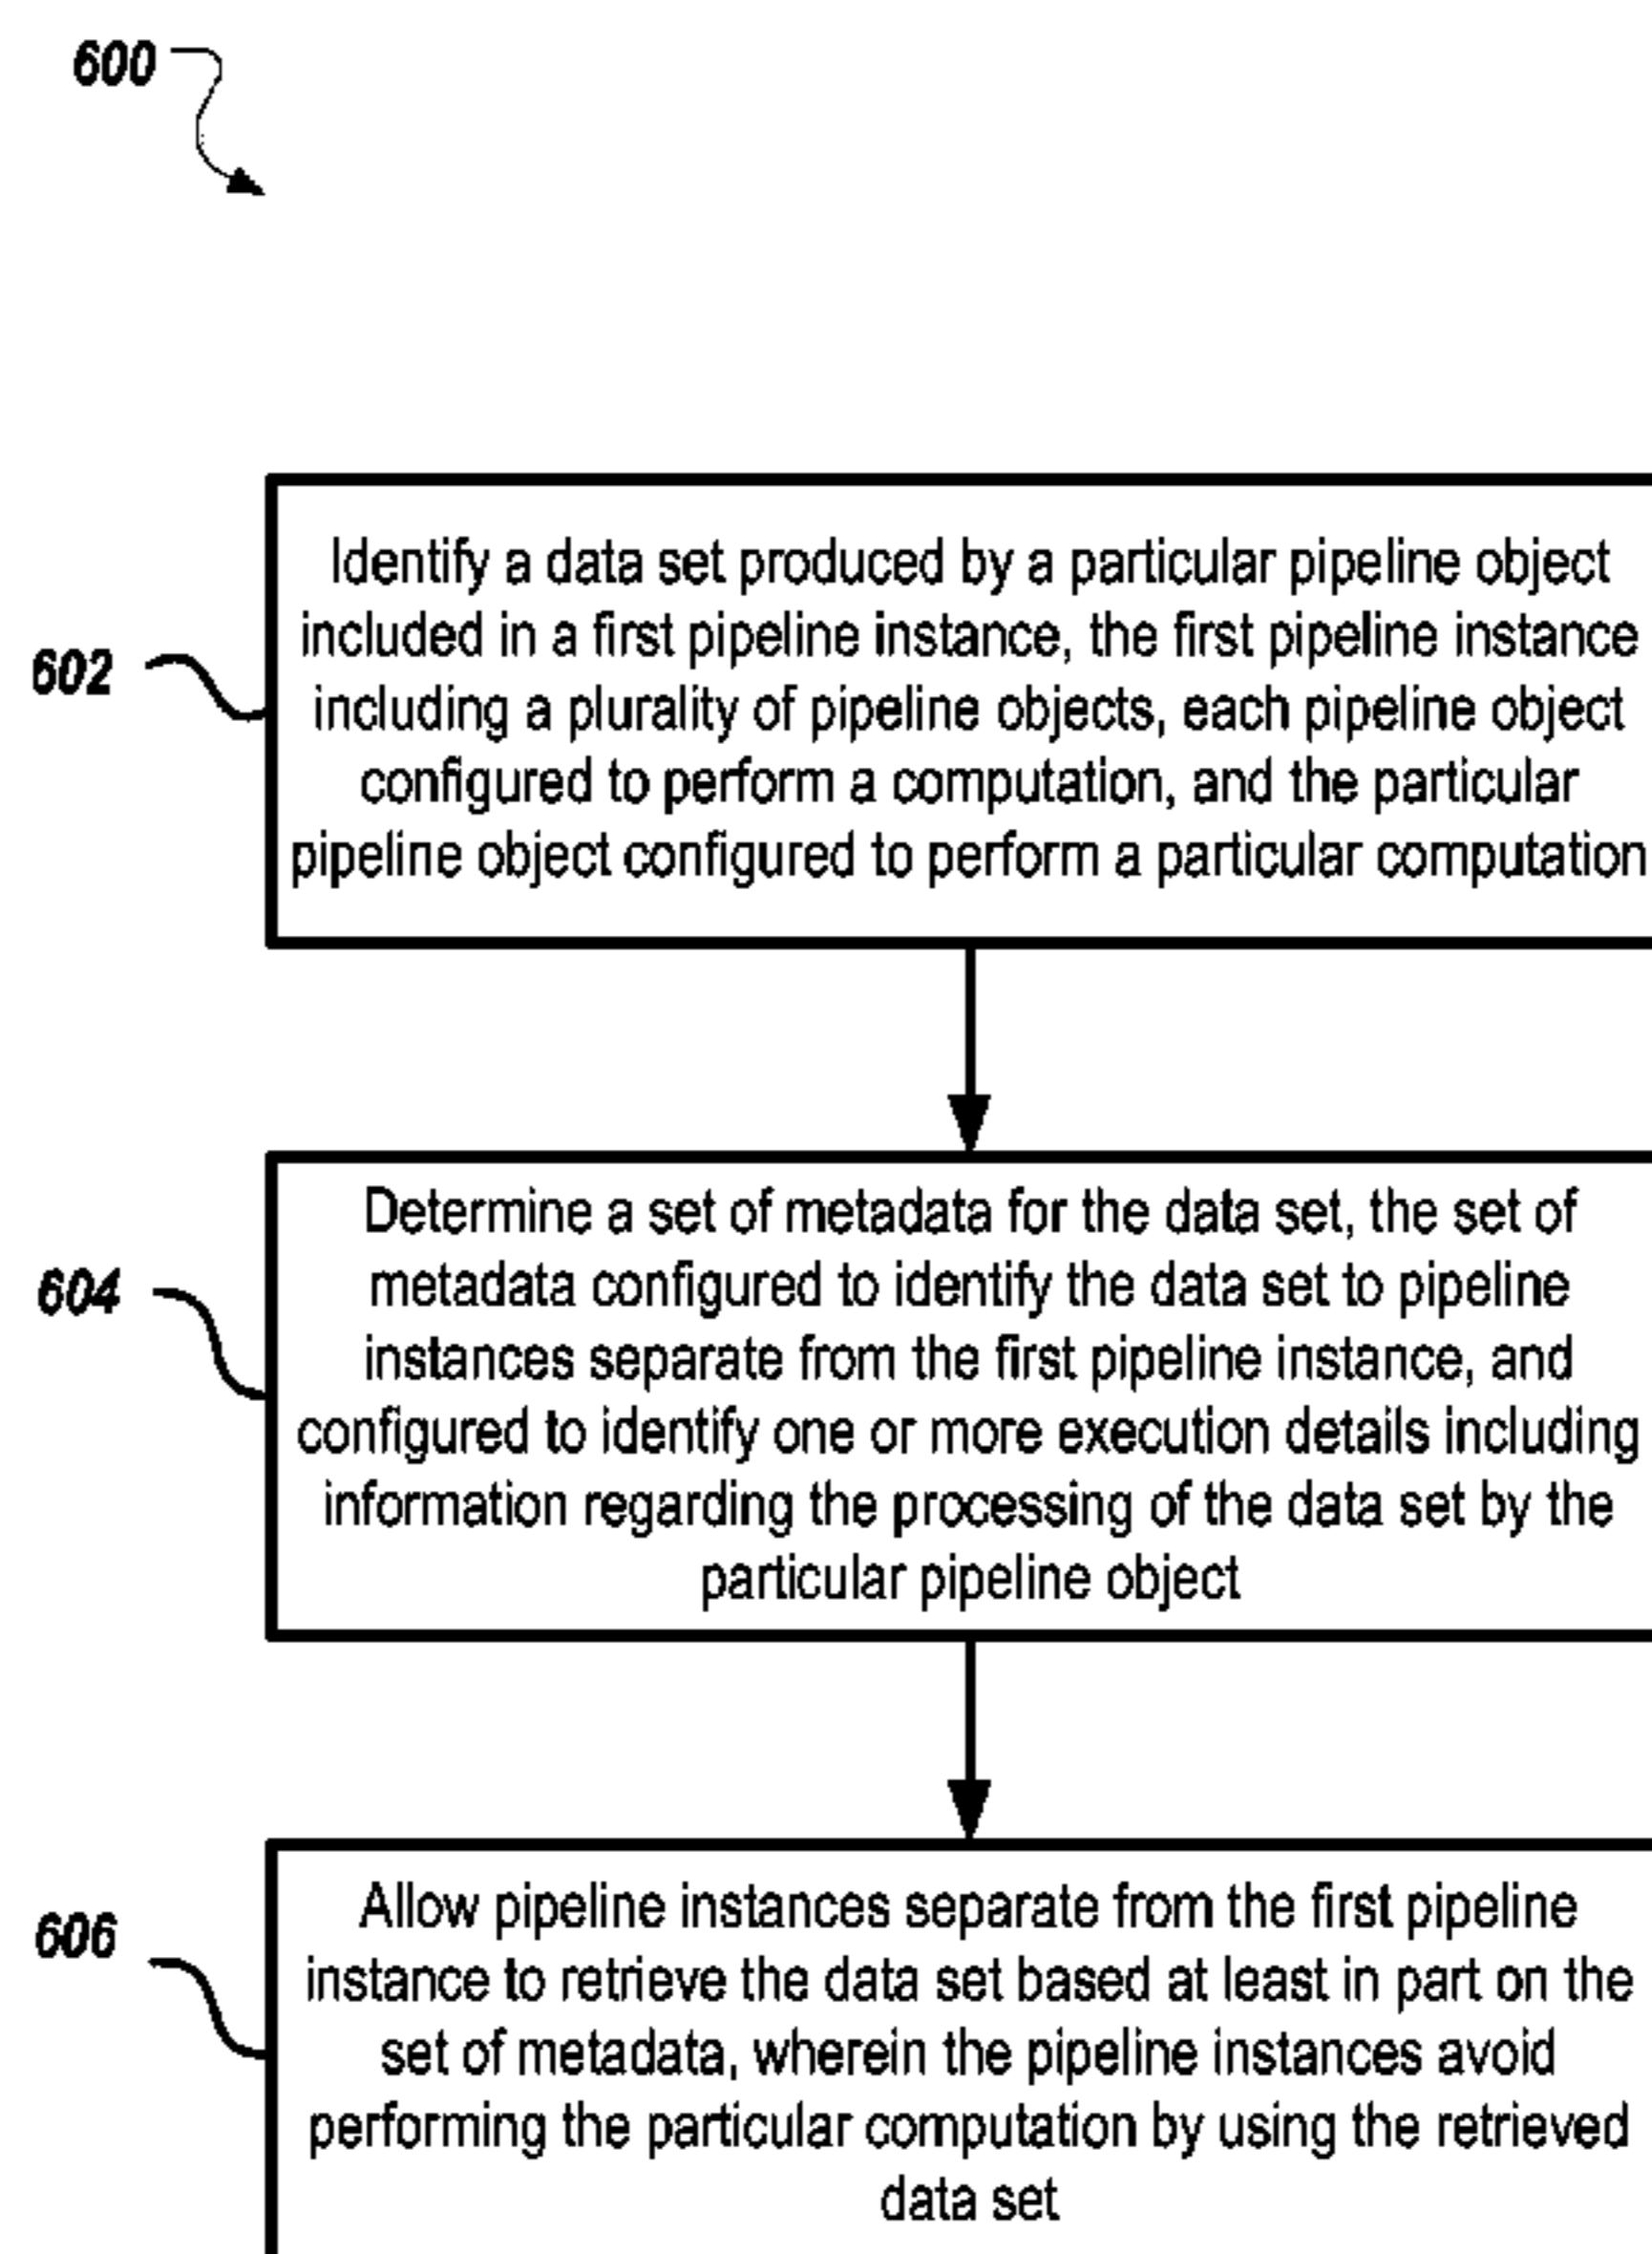 600
Identify a data set produced by a particular pipeline object
included in a first pipeline instance, the first pipeline instance
602
including a plurality of pipeline objects, each pipeline object
configured to perform a computation, and the particular
pipeline object configured to perform a particular computation
Determine a set of metadata for the data set, the set of
metadata configured to identify the data set to pipeline
604
instances separate from the first pipeline instance, and
configured to identify one or more execution details including
information regarding the processing of the data set by the
particular pipeline object
Allow pipeline instances separate from the first pipeline
606
instance to retrieve the data set based at least in part on the
set of metadata, wherein the pipeline instances avoid
performing the particular computation by using the retrieved
data set